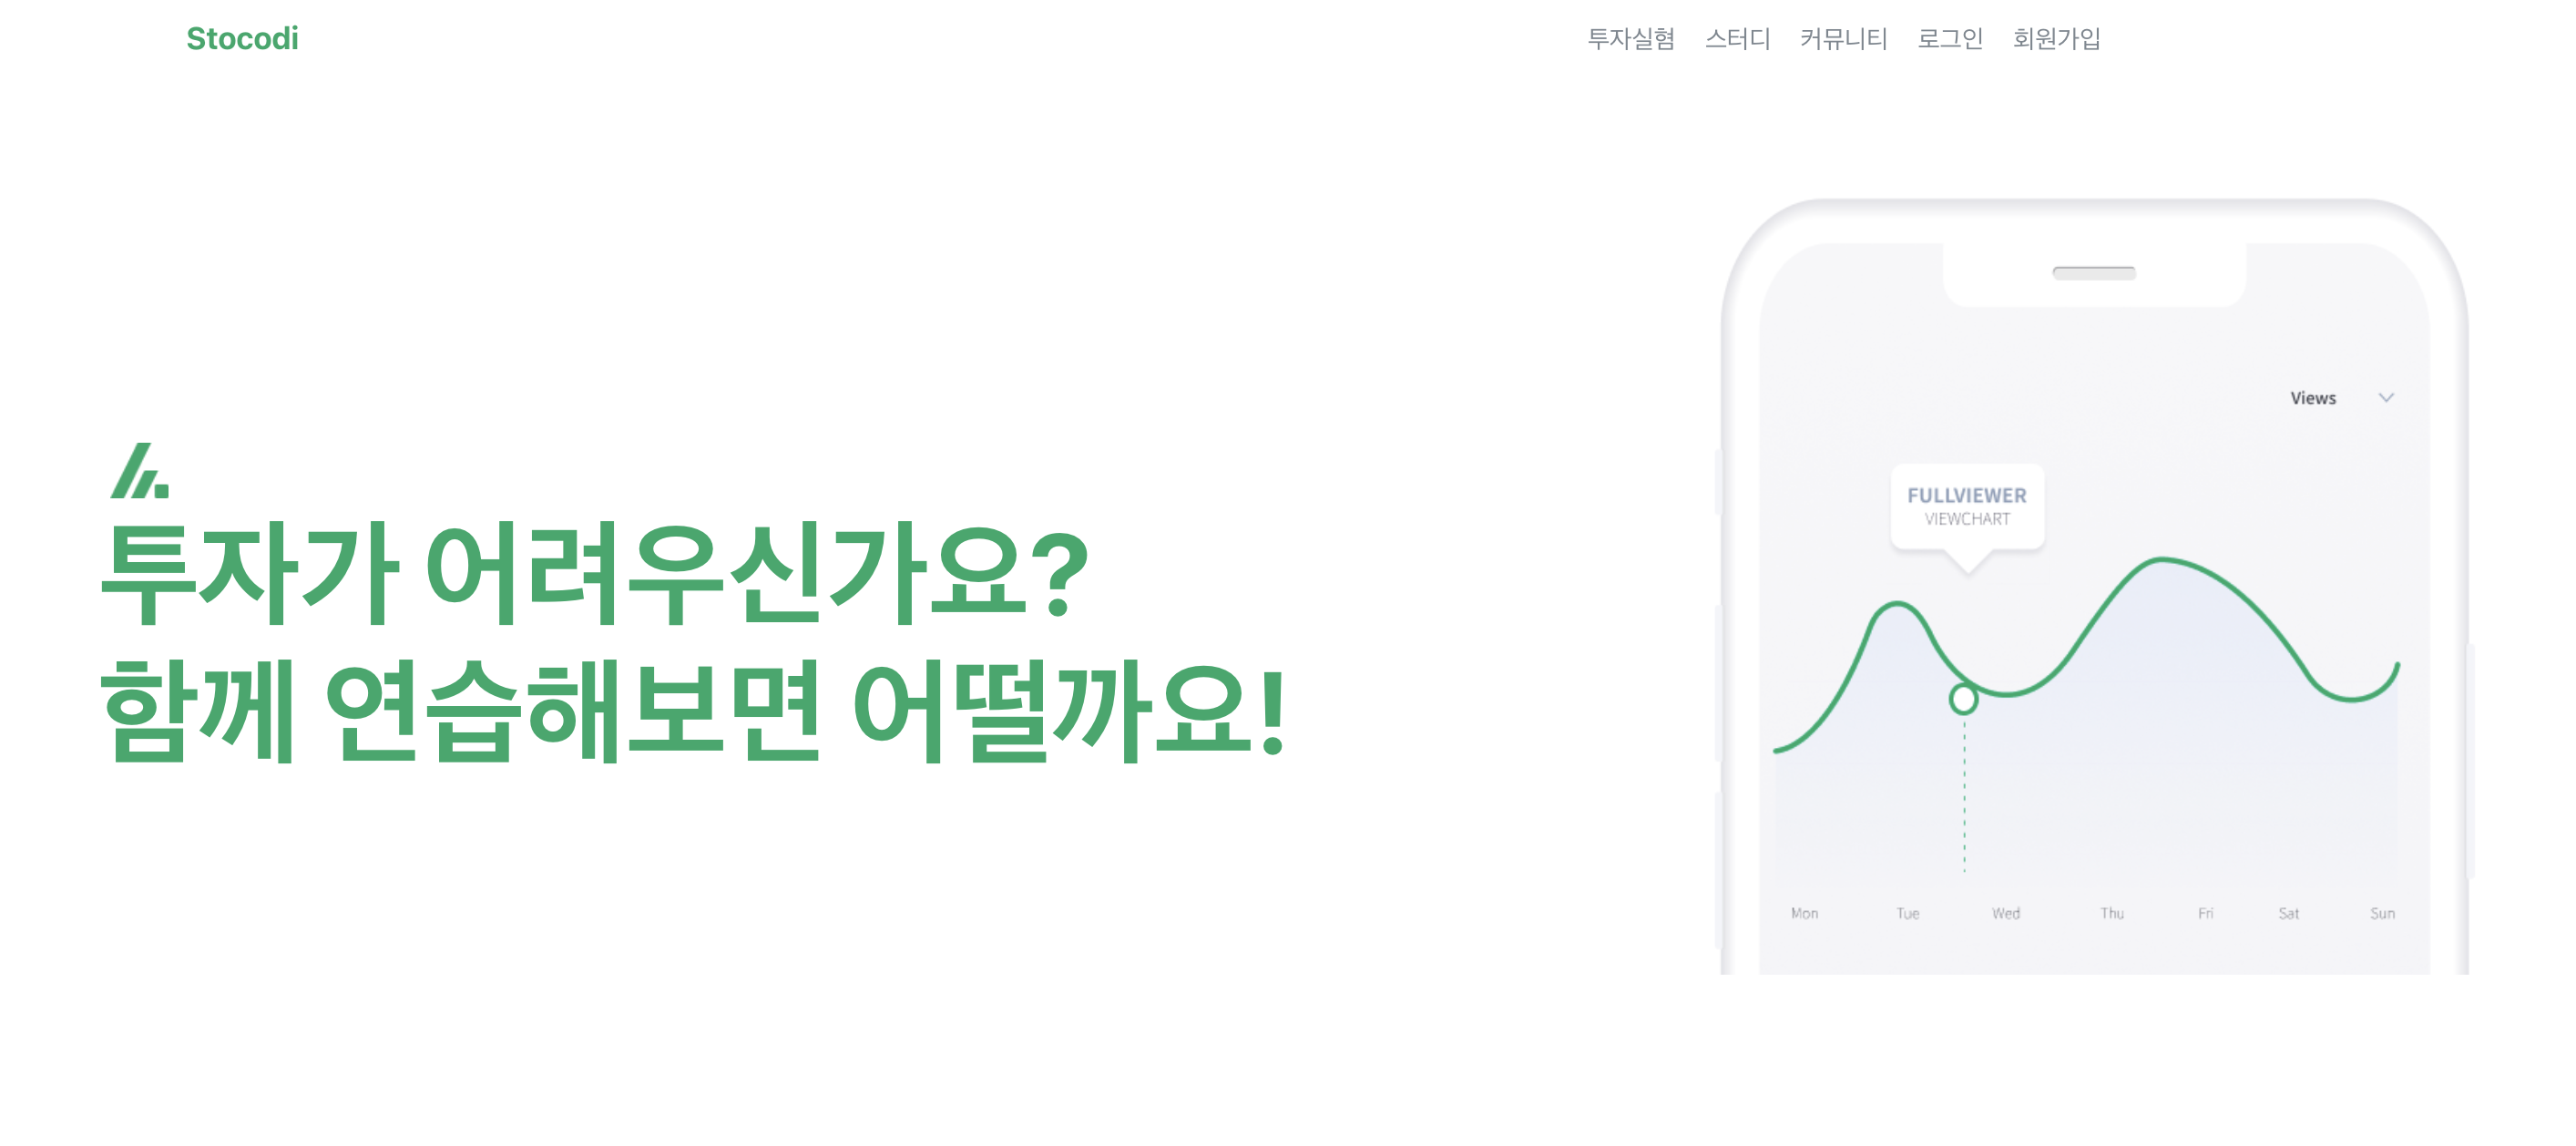 Stocodi
투자실험 스터디 커뮤니티 로그인 회원가입
투자가 어려우신가요?
함께 연습해보면 어떨까요!
Views
FULLVIEWER
VIEWCHART
Mon Tue Wed Thu Fri Sat Sun